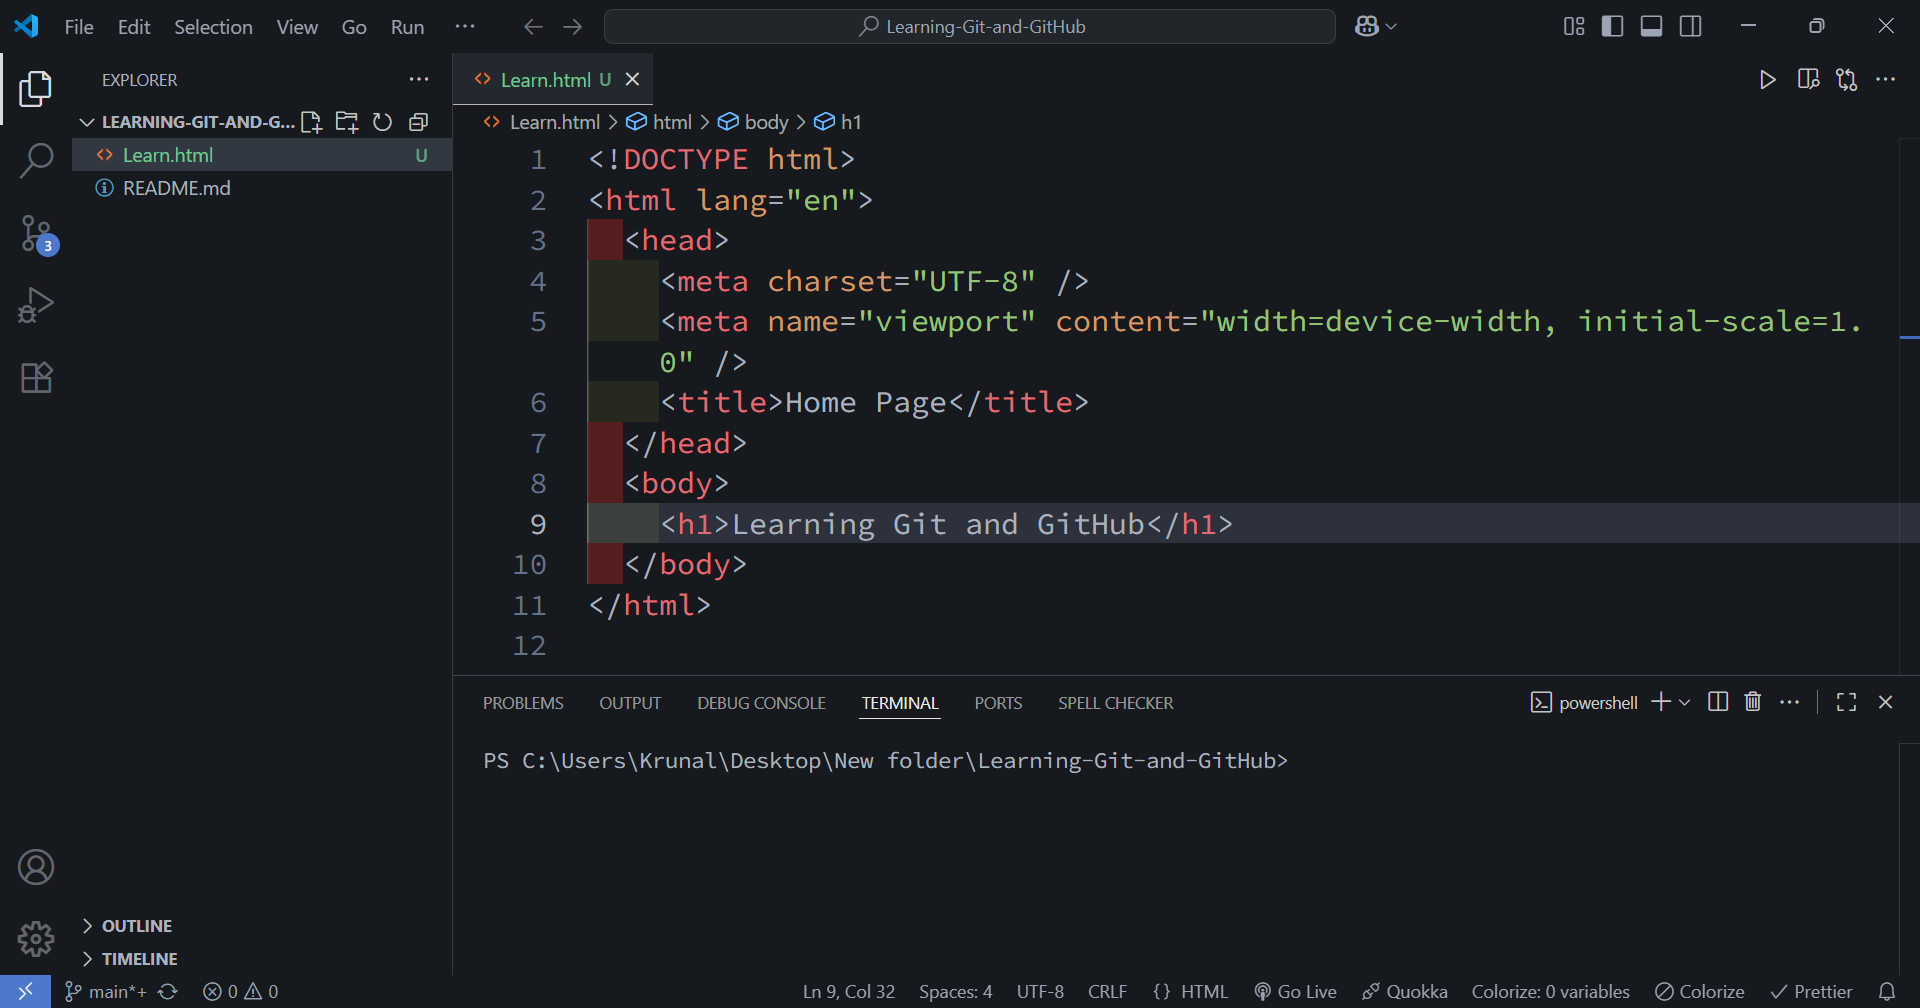 File Edit Selection View Go Run ··· Learning-Git-and-GitHub
EXPLORER
LEARNING-GIT-AND-G...
Learn.html U
README.md
3
OUTLINE
TIMELINE
Learn.html U
Learn.html > html > body > h1
1 <!DOCTYPE html>
2 <html lang="en">
3 <head>
4 <meta charset="UTF-8" />
5 <meta name="viewport" content="width=device-width, initial-scale=1.
0" />
6 <title>Home Page</title>
7 </head>
8 <body>
9 <h1>Learning Git and GitHub</h1>
10 </body>
11 </html>
12
PROBLEMS OUTPUT DEBUG CONSOLE TERMINAL PORTS SPELL CHECKER powershell
PS C:\Users\Krunal\Desktop\New folder\Learning-Git-and-GitHub>
main*+ 0 0 Ln 9, Col 32 Spaces: 4 UTF-8 CRLF {} HTML Go Live Quokka Colorize: 0 variables Colorize Prettier